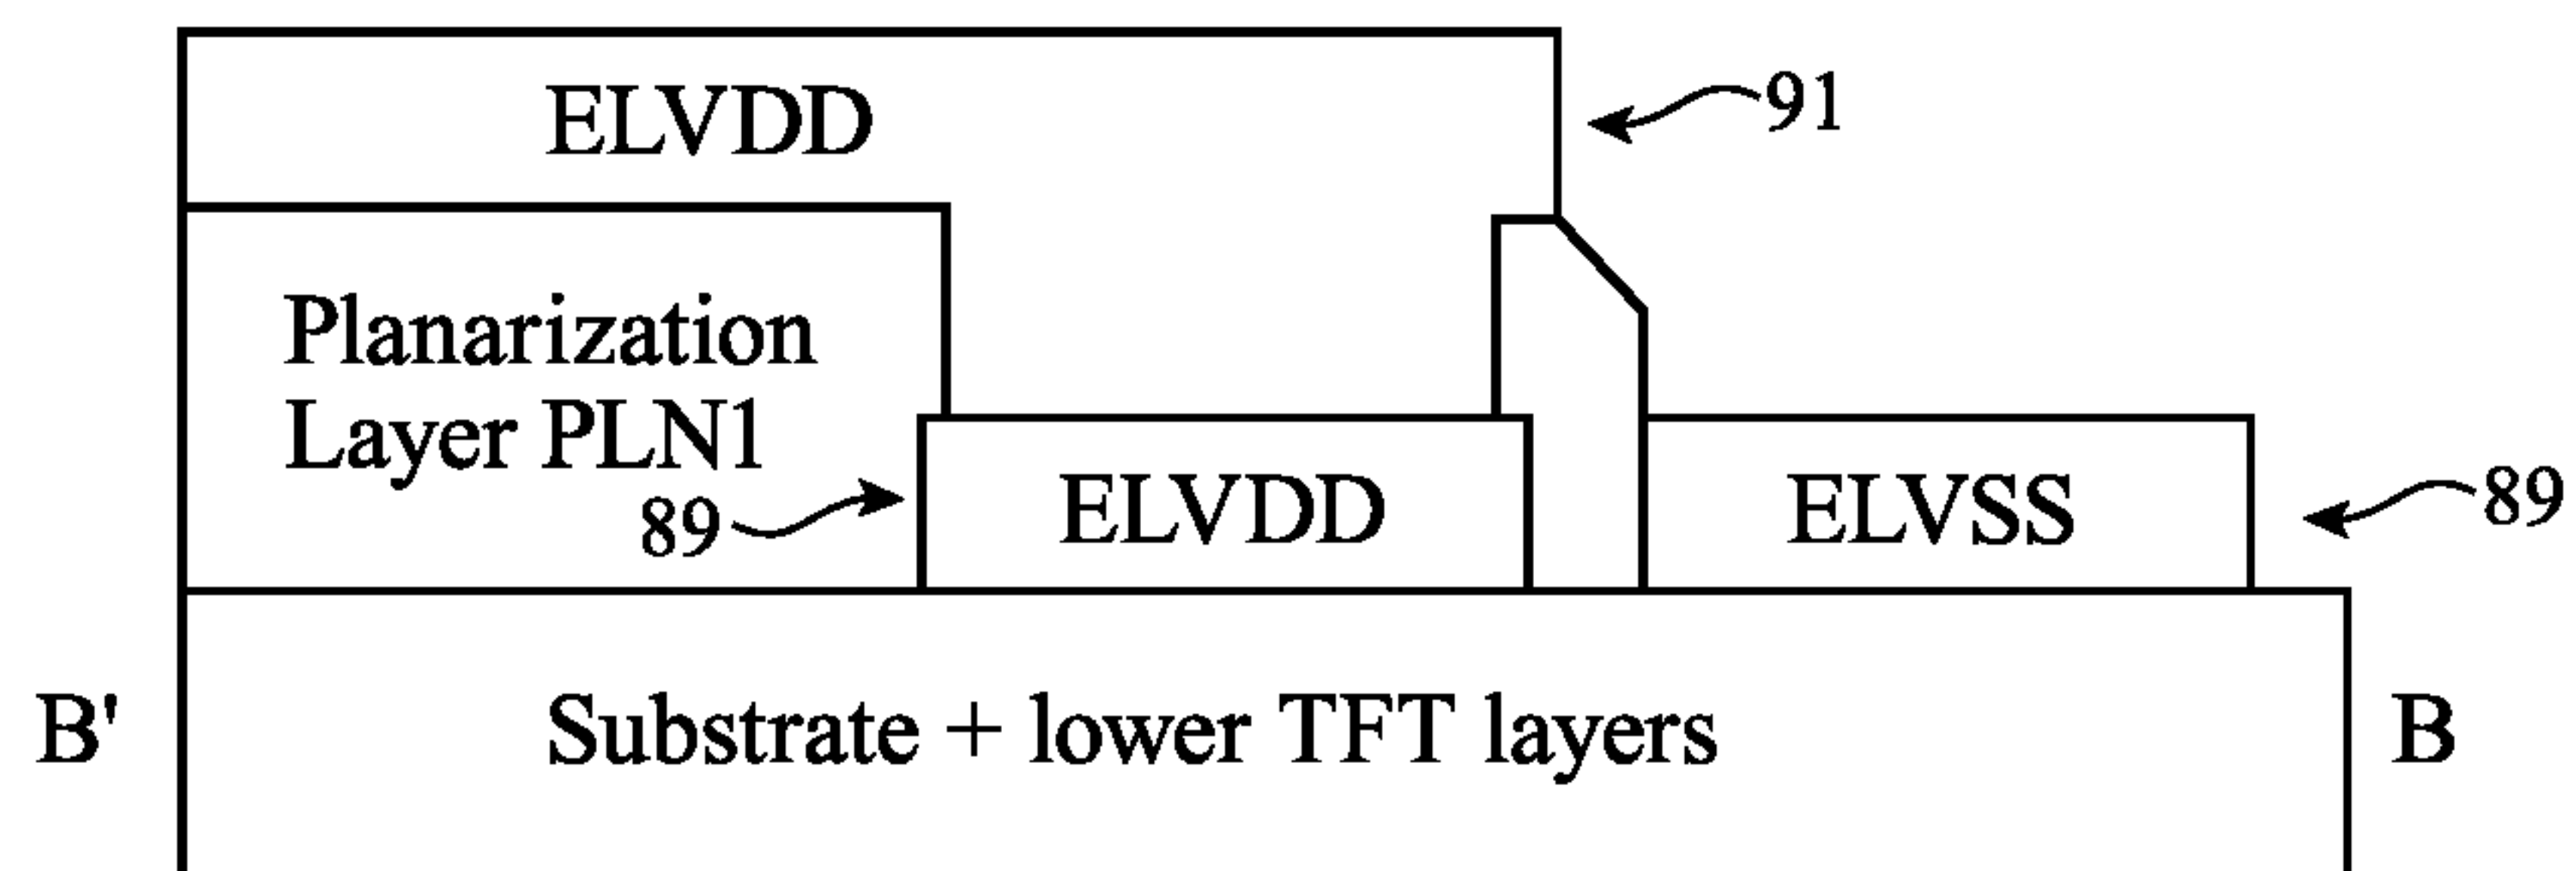 ELVDD
91
Planarization
Layer PLN1
89
ELVDD
ELVSS
89
B'
Substrate + lower TFT layers
B